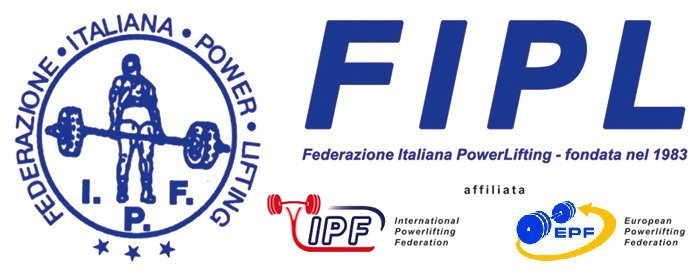 FEDERAZIONE · ITALIANA · POWER · LIFTING
I. P. F.
FIPL
Federazione Italiana PowerLifting - fondata nel 1983
affiliata
IPF
International
Powerlifting
Federation
EPF
European
Powerlifting
Federation